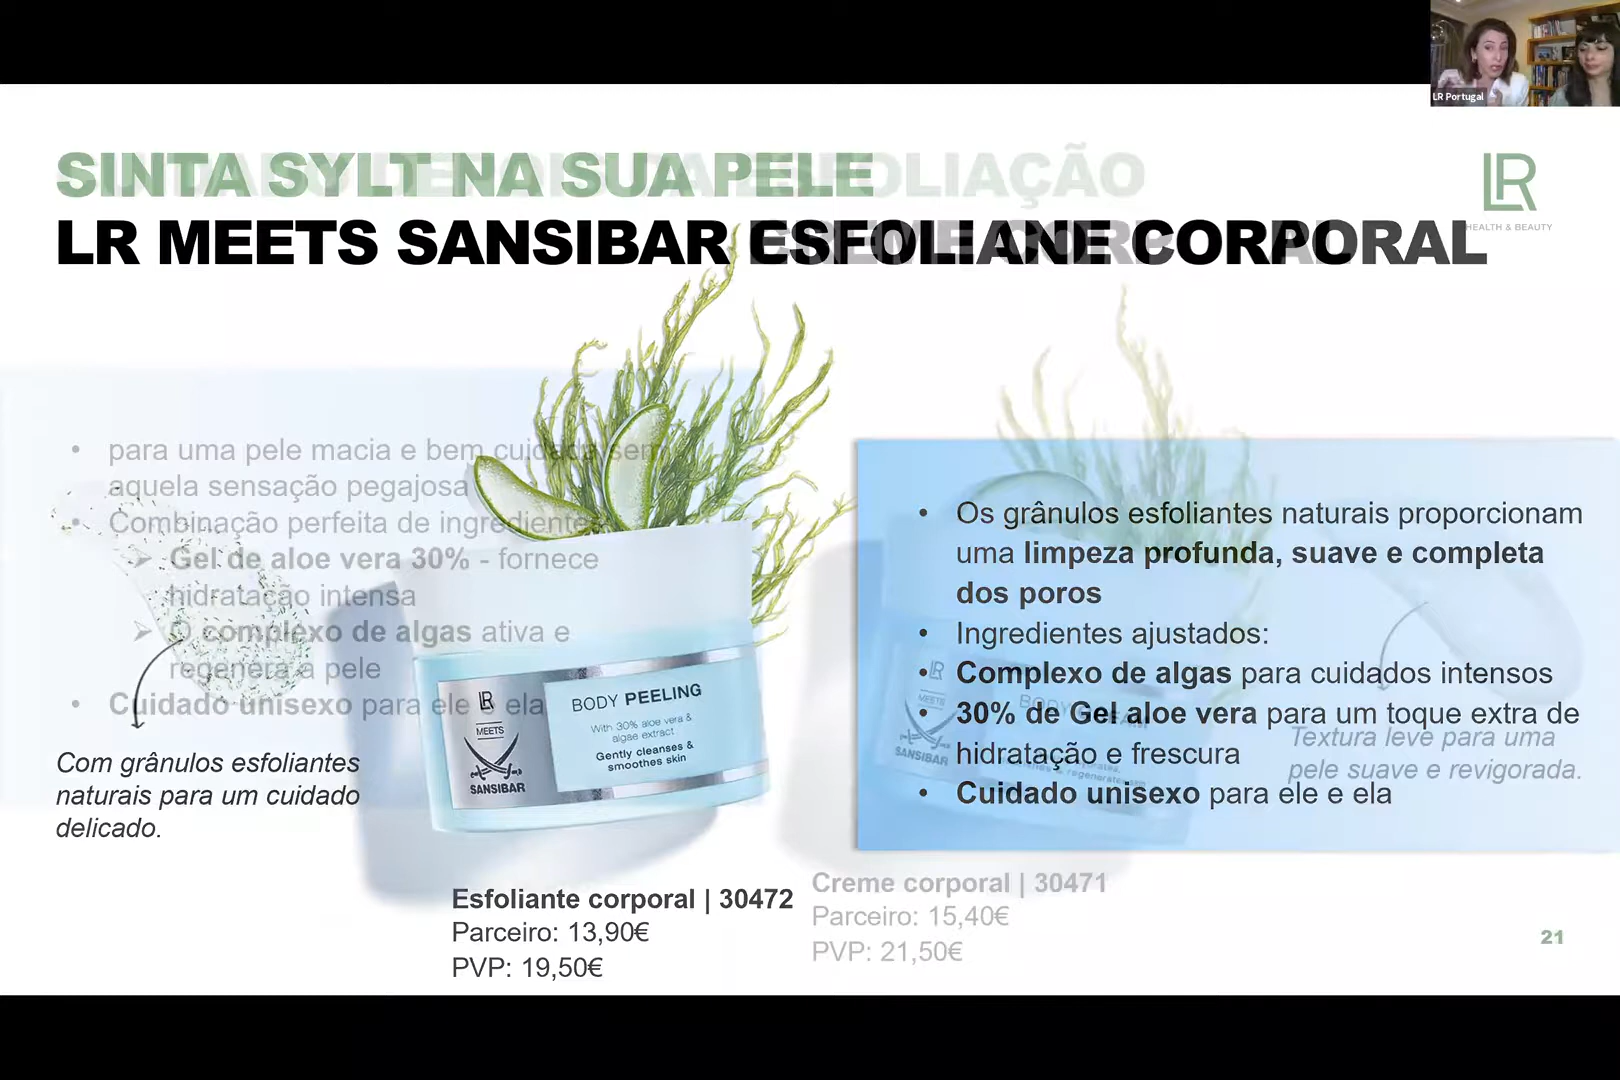 LR Portugal
SINTA SYLT NA SUA PELE
LR MEETS SANSIBAR ESFOLIANE CORPORAL
LR
HEALTH & BEAUTY
• para uma pele macia e bem cuidada sem
aquela sensação pegajosa
• Combinação perfeita de ingredientes
➢ Gel de aloe vera 30% - fornece
hidratação intensa
➢ O complexo de algas ativa e
regenera a pele
• Cuidado unisexo para ele e ela
Com grânulos esfoliantes
naturais para um cuidado
delicado.
LR
MEETS
SANSIBAR
BODY PEELING
With 30% aloe vera &
algae extract
Gently cleanses &
smoothes skin
• Os grânulos esfoliantes naturais proporcionam
uma limpeza profunda, suave e completa
dos poros
• Ingredientes ajustados:
• Complexo de algas para cuidados intensos
• 30% de Gel aloe vera para um toque extra de
hidratação e frescura
• Cuidado unisexo para ele e ela
LR
MEETS
SANSIBAR
Textura leve para uma
pele suave e revigorada.
Esfoliante corporal | 30472
Parceiro: 13,90€
PVP: 19,50€
Creme corporal | 30471
Parceiro: 15,40€
PVP: 21,50€
21